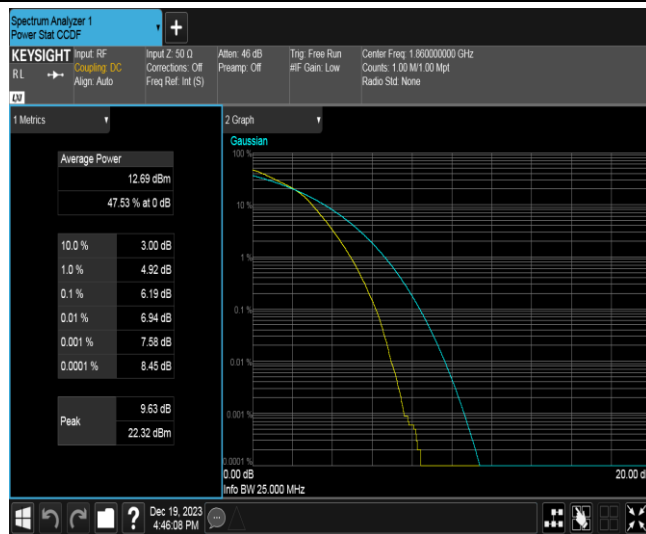 Spectrum Analyzer 1
Power Stat CCDF
KEYSIGHT
RL
Input: RF
Coupling: DC
Align: Auto
Input Z: 50 Ω
Corrections: Off
Freq Ref: Int (S)
Atten: 46 dB
Preamp: Off
Trig: Free Run
#IF Gain: Low
Center Freq: 1.860000000 GHz
Counts: 1.00 M/1.00 Mpt
Radio Std: None
1 Metrics
Average Power
12.69 dBm
47.53 % at 0 dB
10.0 % 3.00 dB
1.0 % 4.92 dB
0.1 % 6.19 dB
0.01 % 6.94 dB
0.001 % 7.58 dB
0.0001 % 8.45 dB
Peak
9.63 dB
22.32 dBm
2 Graph
Gaussian
100 %
10 %
1 %
0.1 %
0.01 %
0.001 %
0.0001 %
0.00 dB
20.00 d
Info BW 25.000 MHz
Dec 19, 2023
4:46:08 PM